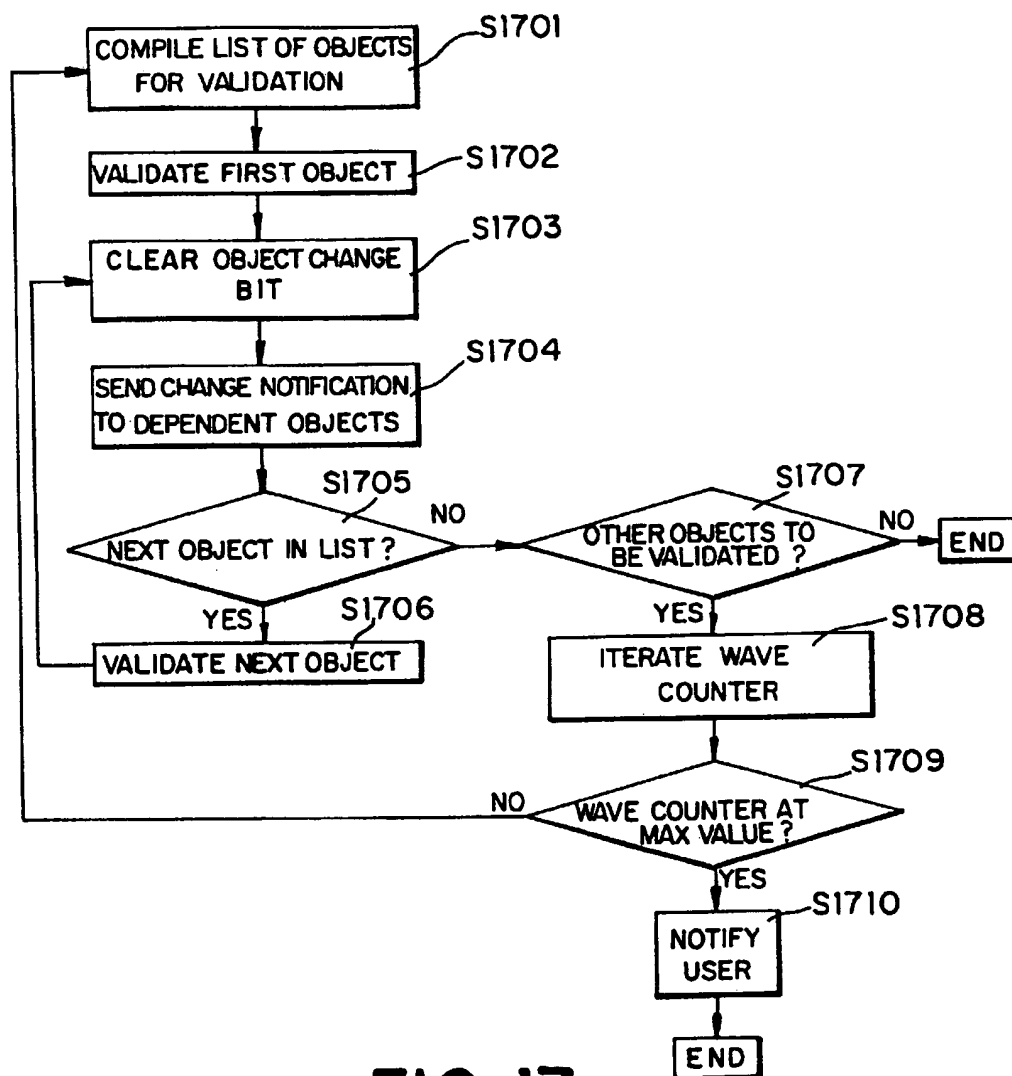 S1701
COMPILE LIST OF OBJECTS
FOR VALIDATION
S1702
VALIDATE FIRST OBJECT
S1703
CLEAR OBJECT CHANGE
BIT
S1704
SEND CHANGE NOTIFICATION
TO DEPENDENT OBJECTS
S1705
NEXT OBJECT IN LIST?
NO
S1707
OTHER OBJECTS TO
BE VALIDATED ?
NO
END
YES
S1706
VALIDATE NEXT OBJECT
YES
S1708
ITERATE WAVE
COUNTER
S1709
NO
WAVE COUNTER AT
MAX VALUE?
YES
S1710
NOTIFY
USER
END
FIG. 17